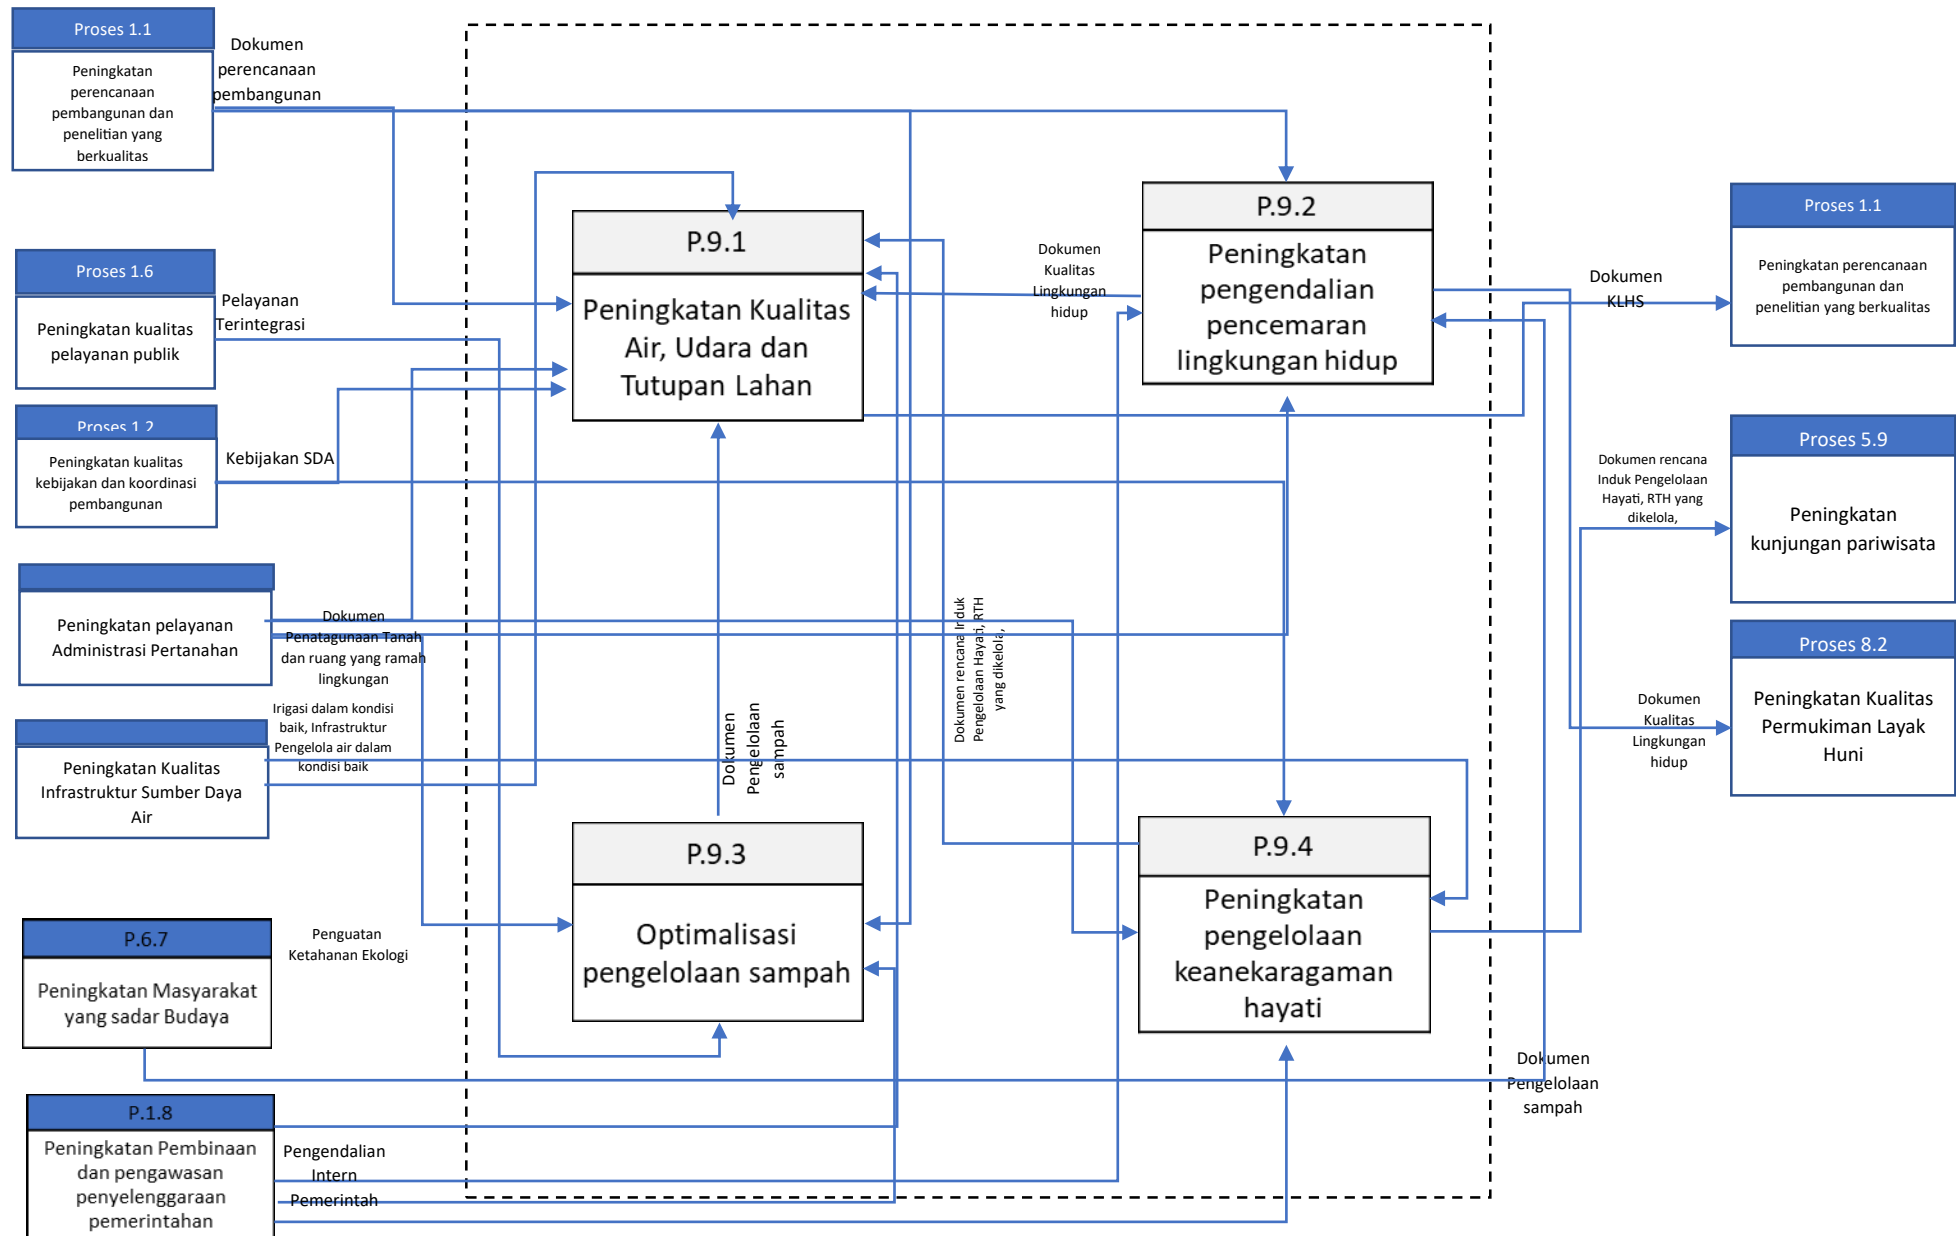 Proses 1.1
Peningkatan
perencanaan
pembangunan dan
penelitian yang
berkualitas
Dokumen
perencanaan
pembangunan
Proses 1.6
Peningkatan kualitas
pelayanan publik
Pelayanan
Terintegrasi
Proses 1.2
Peningkatan kualitas
kebijakan dan koordinasi
pembangunan
Kebijakan SDA
Peningkatan pelayanan
Administrasi Pertanahan
Dokumen
Penatagunaan Tanah
dan ruang yang ramah
lingkungan
Peningkatan Kualitas
Infrastruktur Sumber Daya
Air
Irigasi dalam kondisi
baik, Infrastruktur
Pengelola air dalam
kondisi baik
P.6.7
Peningkatan Masyarakat
yang sadar Budaya
Penguatan
Ketahanan Ekologi
P.1.8
Peningkatan Pembinaan
dan pengawasan
penyelenggaraan
pemerintahan
Pengendalian
Intern
Pemerintah
P.9.1
Peningkatan Kualitas
Air, Udara dan
Tutupan Lahan
Dokumen
Kualitas
Lingkungan
hidup
P.9.2
Peningkatan
pengendalian
pencemaran
lingkungan hidup
Dokumen
Pengelolaan
sampah
Dokumen rencana Induk
Pengelolaan Hayati, RTH
yang dikelola,
P.9.3
Optimalisasi
pengelolaan sampah
P.9.4
Peningkatan
pengelolaan
keanekaragaman
hayati
Dokumen
KLHS
Proses 1.1
Peningkatan perencanaan
pembangunan dan
penelitian yang berkualitas
Dokumen rencana
Induk Pengelolaan
Hayati, RTH yang
dikelola,
Proses 5.9
Peningkatan
kunjungan pariwisata
Dokumen
Kualitas
Lingkungan
hidup
Proses 8.2
Peningkatan Kualitas
Permukiman Layak
Huni
Dokumen
Pengelolaan
sampah